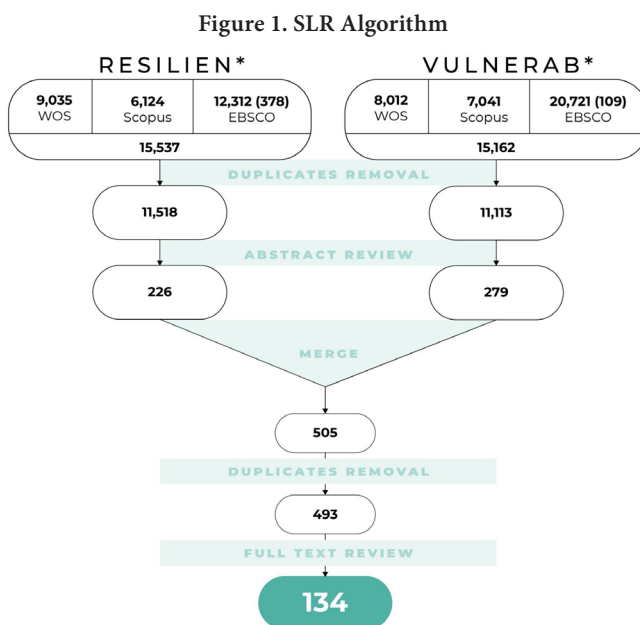 Figure 1. SLR Algorithm
RESILIEN* VULNERAB*
9,035 6,124 12,312 (378) 8,012 7,041 20,721 (109)
WOS Scopus EBSCO WOS Scopus EBSCO
15,537 15,162
DUPLICATES REMOVAL
11,518 11,113
ABSTRACT REVIEW
226 279
MERGE
505
DUPLICATES REMOVAL
493
FULL TEXT REVIEW
134